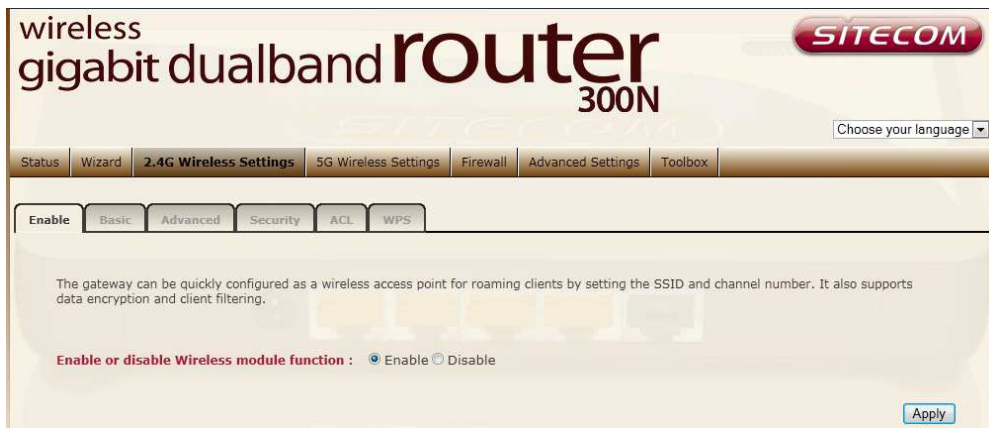 wireless
gigabit dualband router
300N
SITECOM
Choose your language
Status Wizard 2.4G Wireless Settings 5G Wireless Settings Firewall Advanced Settings Toolbox
Enable Basic Advanced Security ACL WPS
The gateway can be quickly configured as a wireless access point for roaming clients by setting the SSID and channel number. It also supports
data encryption and client filtering.
Enable or disable Wireless module function : Enable Disable
Apply